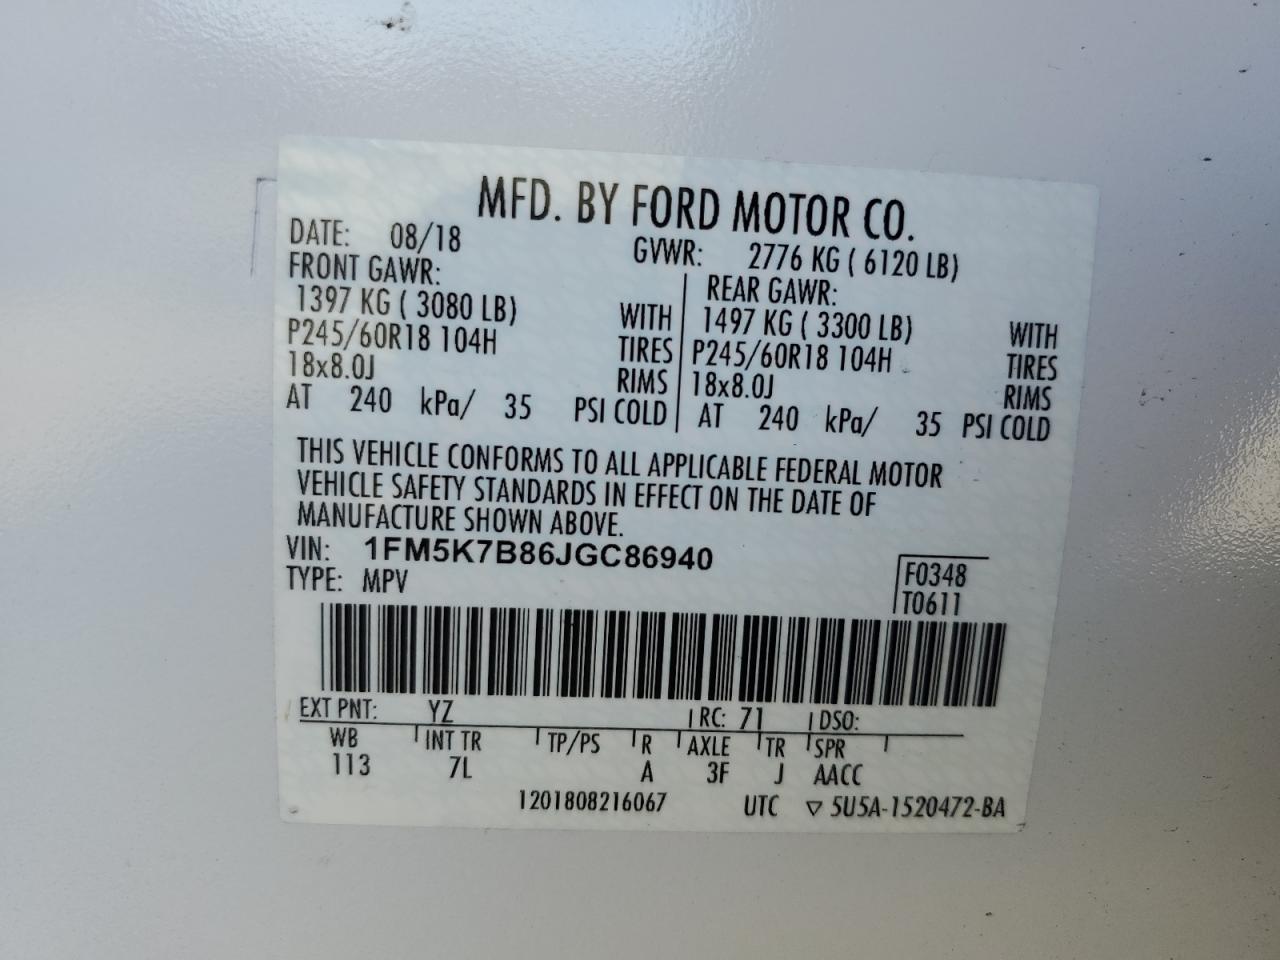 MFD. BY FORD MOTOR CO.
DATE: 08/18 GVWR: 2776 KG ( 6120 LB)
FRONT GAWR: REAR GAWR:
1397 KG ( 3080 LB) WITH 1497 KG ( 3300 LB) WITH
P245/60R18 104H TIRES P245/60R18 104H TIRES
18x8.0J RIMS 18x8.0J RIMS
AT 240 kPa/ 35 PSI COLD AT 240 kPa/ 35 PSI COLD
THIS VEHICLE CONFORMS TO ALL APPLICABLE FEDERAL MOTOR
VEHICLE SAFETY STANDARDS IN EFFECT ON THE DATE OF
MANUFACTURE SHOWN ABOVE.
VIN: 1FM5K7B86JGC86940
F0348
TYPE: MPV
T0611
EXT PNT: YZ RC: 71 DSO:
WB INT TR TP/PS R AXLE TR SPR
113 7L A 3F J AACC
1201808216067 UTC ▽ 5U5A-1520472-BA